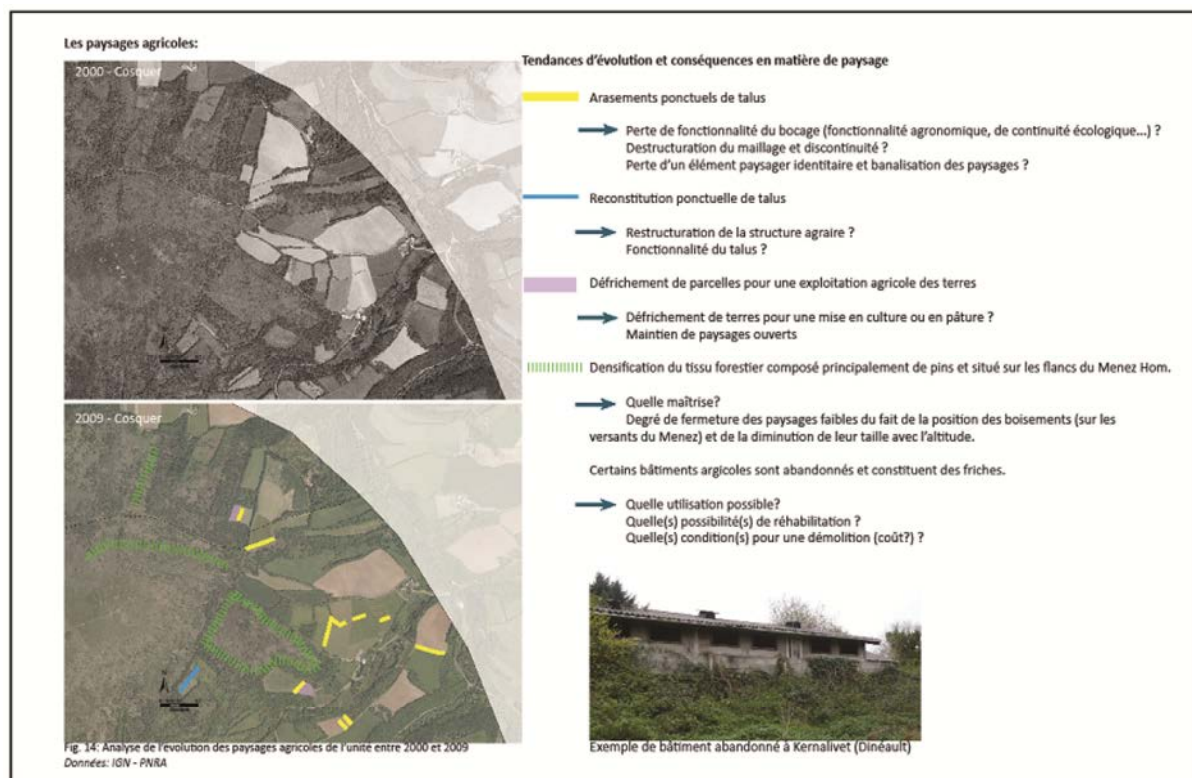 Les paysages agricoles:
2000 - Cosquer
Tendances d'évolution et conséquences en matière de paysage
Arasements ponctuels de talus
Perte de fonctionnalité du bocage (fonctionnalité agronomique, de continuité écologique...) ?
Destructuration du maillage et discontinuité ?
Perte d'un élément paysager identitaire et banalisation des paysages ?
Reconstitution ponctuelle de talus
Restructuration de la structure agraire ?
Fonctionnalité du talus ?
Défrichement de parcelles pour une exploitation agricole des terres
Défrichement de terres pour une mise en culture ou en pâture ?
Maintien de paysages ouverts
Densification du tissu forestier composé principalement de pins et situé sur les flancs du Menez Hom.
Quelle maîtrise?
Degré de fermeture des paysages faibles du fait de la position des boisements (sur les
versants du Menez) et de la diminution de leur taille avec l'altitude.
Certains bâtiments argicoles sont abandonnés et constituent des friches.
Quelle utilisation possible?
Quelle(s) possibilité(s) de réhabilitation ?
Quelle(s) condition(s) pour une démolition (coût?) ?
2009 - Cosquer
Fig. 14: Analyse de l'évolution des paysages agricoles de l'unité entre 2000 et 2009
Données: IGN - PNRA
Exemple de bâtiment abandonné à Kernalivet (Dinéault)